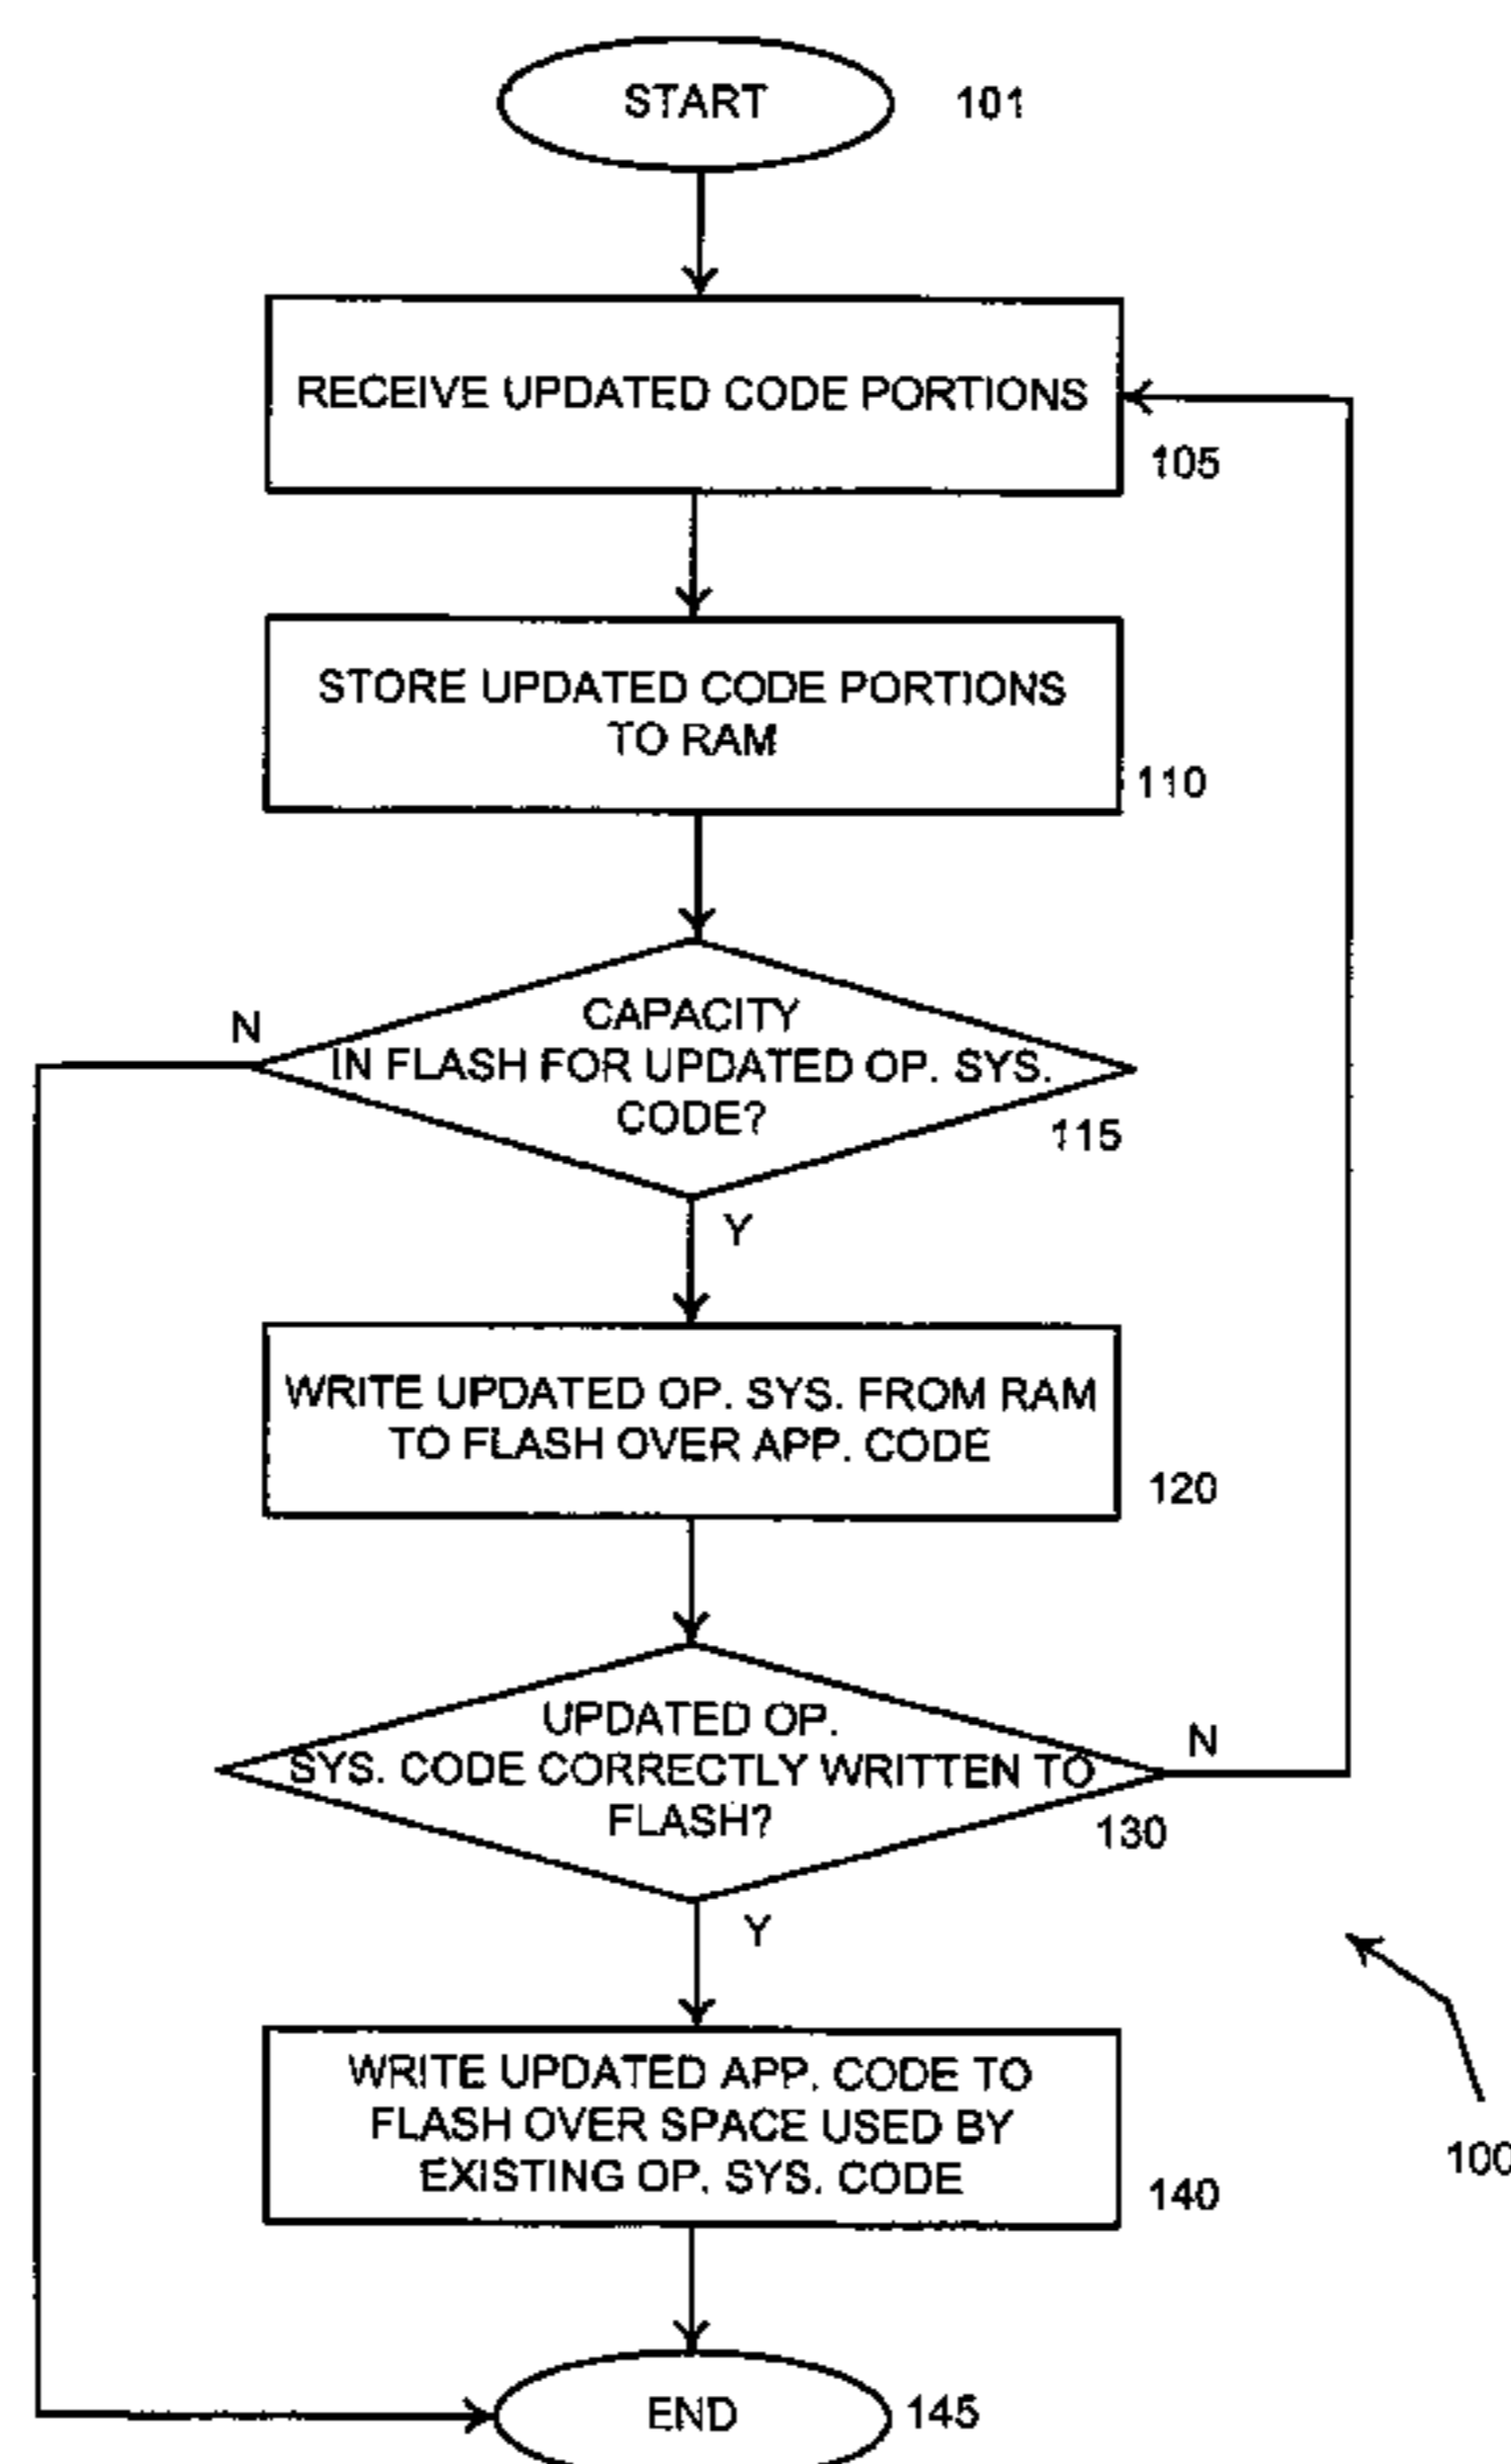 START
101
RECEIVE UPDATED CODE PORTIONS
105
STORE UPDATED CODE PORTIONS
TO RAM
110
CAPACITY
N
IN FLASH FOR UPDATED OP. SYS.
CODE?
115
Y
WRITE UPDATED OP. SYS. FROM RAM
TO FLASH OVER APP. CODE
120
UPDATED OP.
N
SYS. CODE CORRECTLY WRITTEN TO
FLASH?
130
Y
WRITE UPDATED APP. CODE TO
FLASH OVER SPACE USED BY
EXISTING OP. SYS. CODE
140
100
END
145